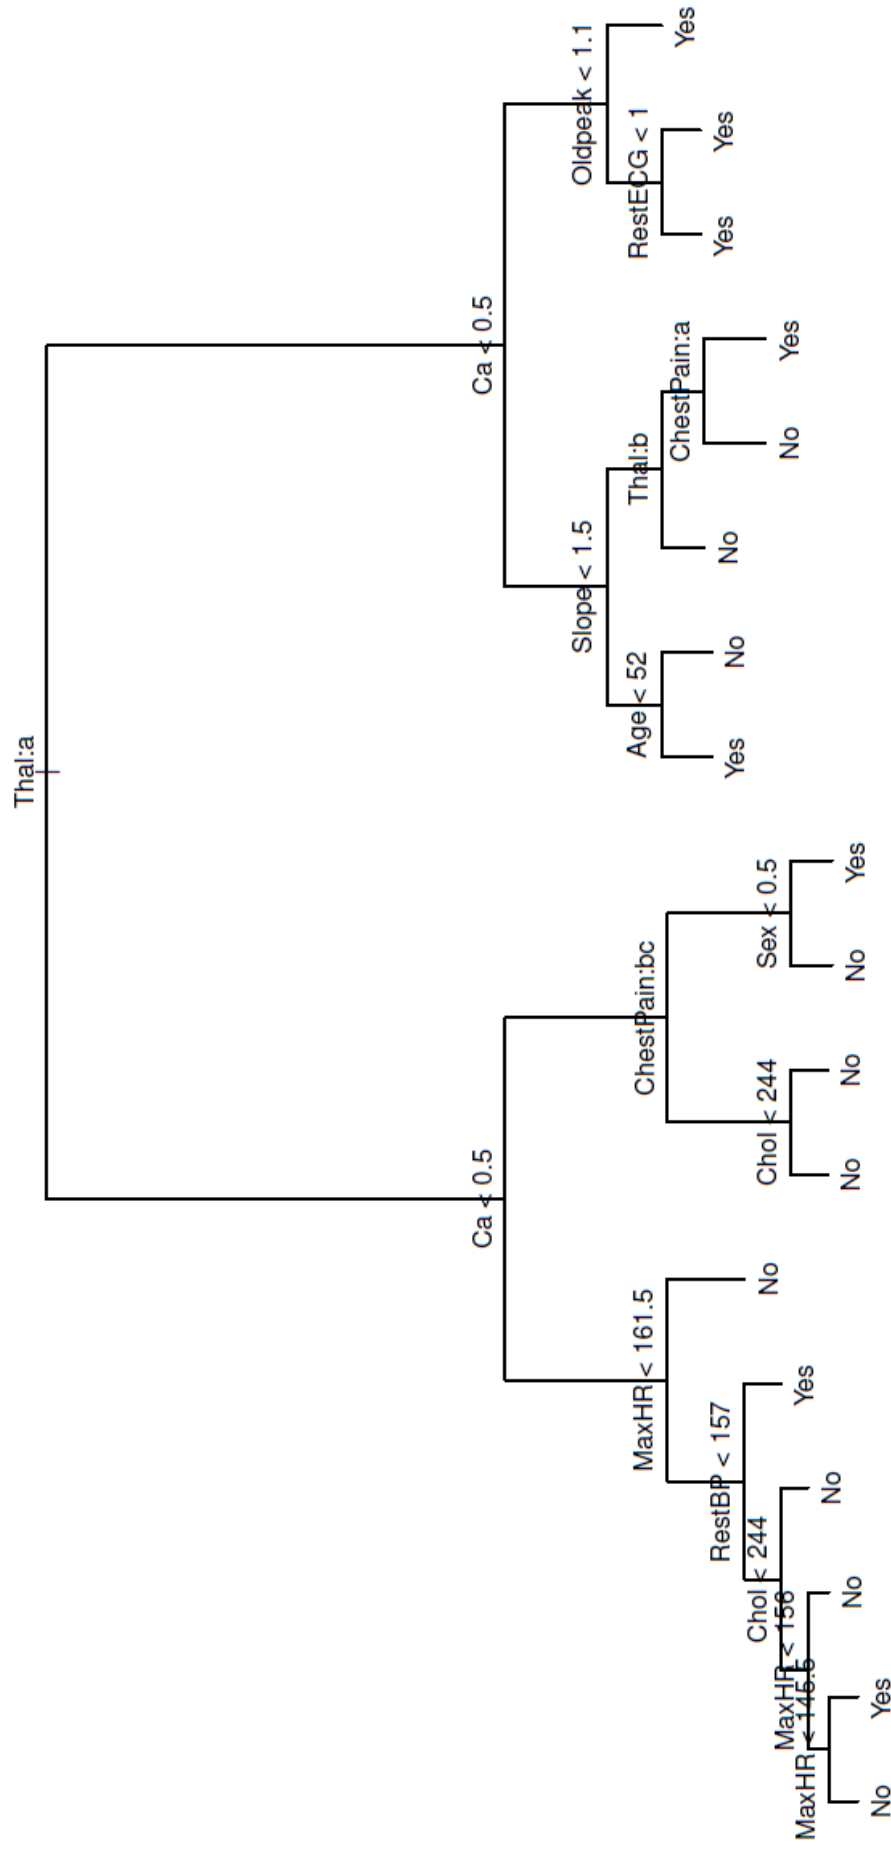 Thal:a
Ca < 0.5
Ca < 0.5
MaxHR < 161.5
ChestPain:bc
Slope < 1.5
Oldpeak < 1.1
RestBP < 157
Chol < 244
MaxHR < 156
MaxHR < 145.5
Chol < 244
Sex < 0.5
Age < 52
Thal:b
ChestPain:a
RestECG < 1
No
Yes
No
No
Yes
No
No
No
No
Yes
Yes
No
No
No
Yes
Yes
Yes
Yes